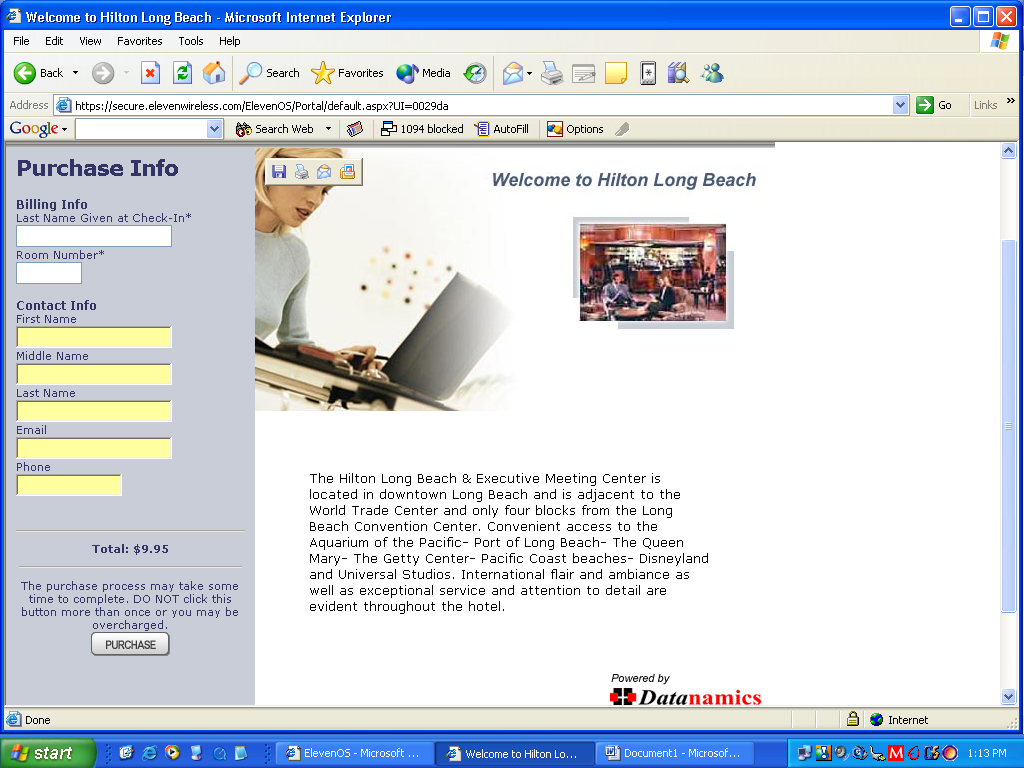 Welcome to Hilton Long Beach - Microsoft Internet Explorer
File Edit View Favorites Tools Help
Back Search Favorites Media
Address https://secure.elevenwireless.com/ElevenOS/Portal/default.aspx?UI=0029da Go Links »
Google Search Web 1094 blocked AutoFill Options
Purchase Info
Billing Info
Last Name Given at Check-In*
Room Number*
Contact Info
First Name
Middle Name
Last Name
Email
Phone
Total: $9.95
The purchase process may take some
time to complete. DO NOT click this
button more than once or you may be
overcharged.
PURCHASE
Welcome to Hilton Long Beach
The Hilton Long Beach & Executive Meeting Center is
located in downtown Long Beach and is adjacent to the
World Trade Center and only four blocks from the Long
Beach Convention Center. Convenient access to the
Aquarium of the Pacific- Port of Long Beach- The Queen
Mary- The Getty Center- Pacific Coast beaches- Disneyland
and Universal Studios. International flair and ambiance as
well as exceptional service and attention to detail are
evident throughout the hotel.
Powered by
Datanamics
Done Internet
start ElevenOS - Microsoft ... Welcome to Hilton Lo... Document1 - Microsof... 1:13 PM